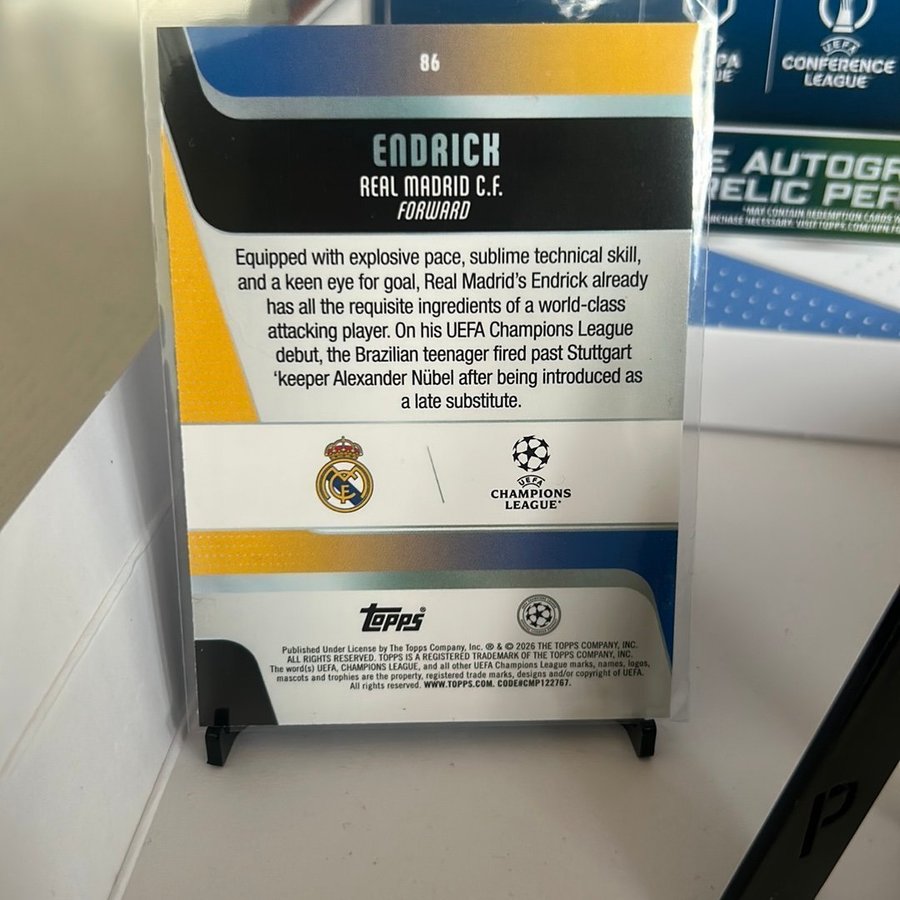 86
ENDRICK
REAL MADRID C.F.
FORWARD
Equipped with explosive pace, sublime technical skill,
and a keen eye for goal, Real Madrid's Endrick already
has all the requisite ingredients of a world-class
attacking player. On his UEFA Champions League
debut, the Brazilian teenager fired past Stuttgart
‘keeper Alexander Nübel after being introduced as
a late substitute.
UEFA
CHAMPIONS
LEAGUE®
Topps®
Published Under License by The Topps Company, Inc. ® & © 2026 THE TOPPS COMPANY, INC.
ALL RIGHTS RESERVED. TOPPS IS A REGISTERED TRADEMARK OF THE TOPPS COMPANY, INC.
The word(s) UEFA, CHAMPIONS LEAGUE, and all other UEFA Champions League marks, names, logos,
mascots and trophies are the property, registered trade marks, designs and/or copyright of UEFA.
All rights reserved. WWW.TOPPS.COM. CODE#CMP122767.
UEFA
CONFERENCE
LEAGUE
E AUTOGR
RELIC PER
*MAY CONTAIN REDEMPTION CARDS
P